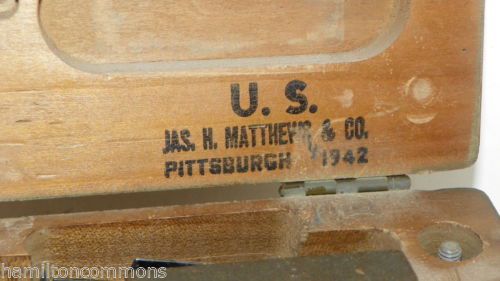 U. S.
JAS. H. MATTHEWS & CO.
PITTSBURGH 1942
hamiltoncommons